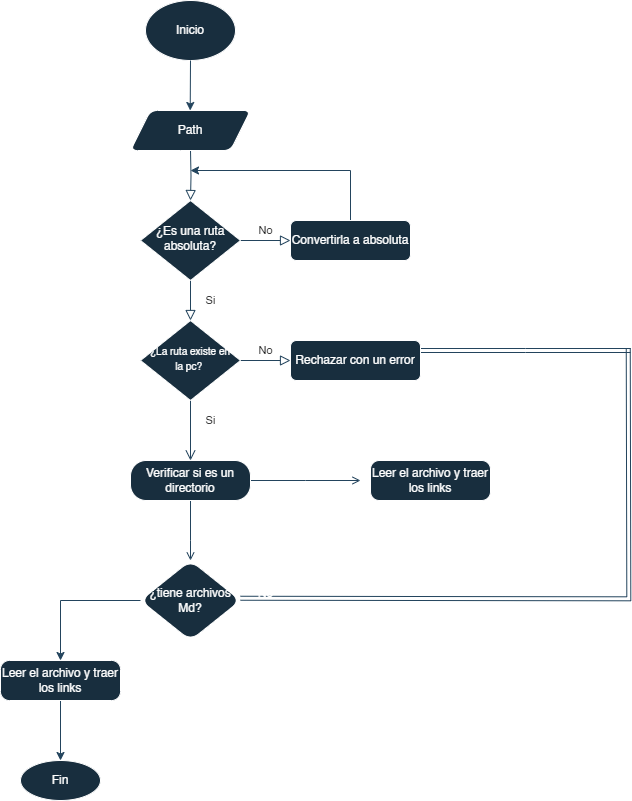 Inicio
Path
¿Es una ruta
absoluta?
No
Convertirla a absoluta
Si
¿La ruta existe en
la pc?
No
Rechazar con un error
Si
Verificar si es un
directorio
Leer el archivo y traer
los links
¿tiene archivos
Md?
Leer el archivo y traer
los links
Fin